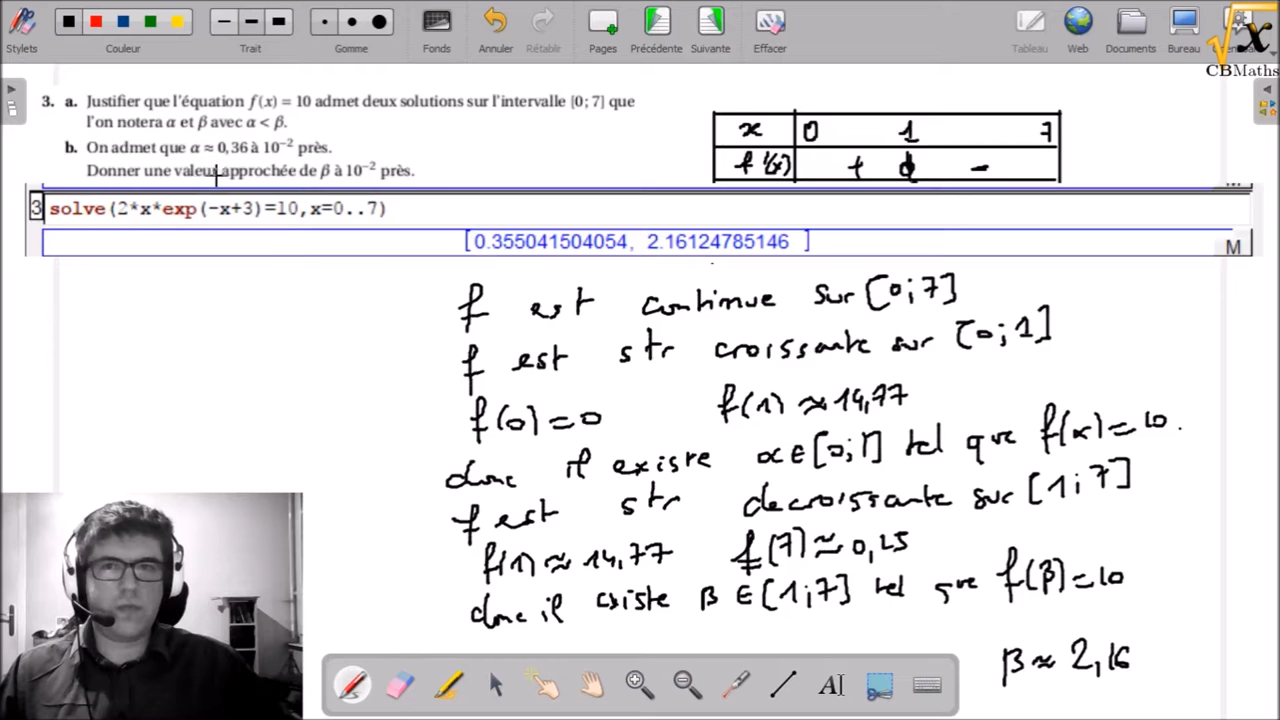 Stylets Couleur Trait Gomme Fonds Annuler Rétablir Pages Précédente Suivante Effacer Tableau Web Documents Bureau
CBMaths
3. a. Justifier que l'équation f(x) = 10 admet deux solutions sur l'intervalle [0; 7] que
l'on notera α et β avec α < β.
b. On admet que α ≈ 0,36 à 10⁻² près.
Donner une valeur approchée de β à 10⁻² près.
x 0 1 7
f'(x) + 0 −
3 solve(2*x*exp(-x+3)=10,x=0..7)
[0.355041504054, 2.16124785146 ]
M
f est continue sur [0;7]
f est str croissante sur [0;1]
f(0)=0 f(1)≈14,77
donc il existe α∈[0;1] tel que f(α)=10.
f est str decroissante sur [1;7]
f(1)≈14,77 f(7)≈0,25
donc il existe β∈[1;7] tel que f(β)=10
β≈2,16